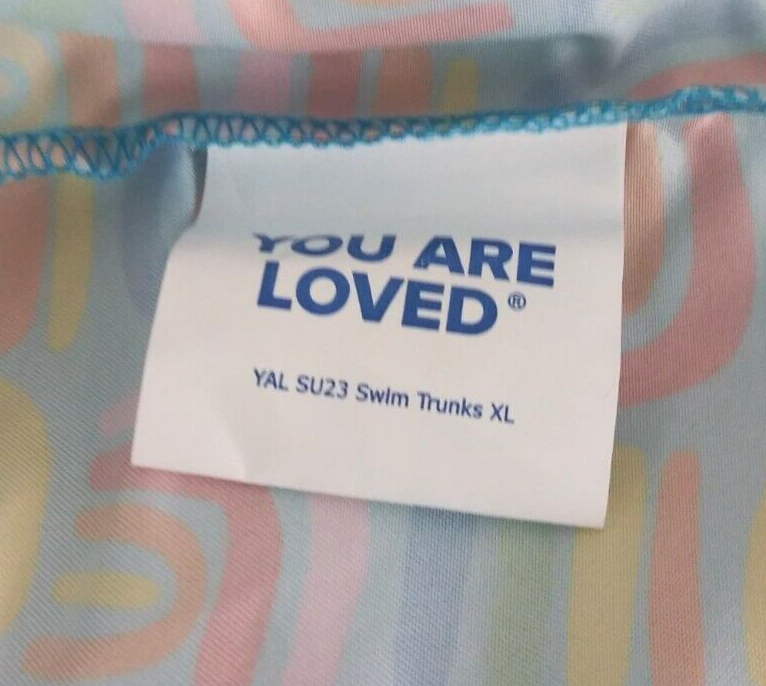 YOU ARE
LOVED®
YAL SU23 Swim Trunks XL